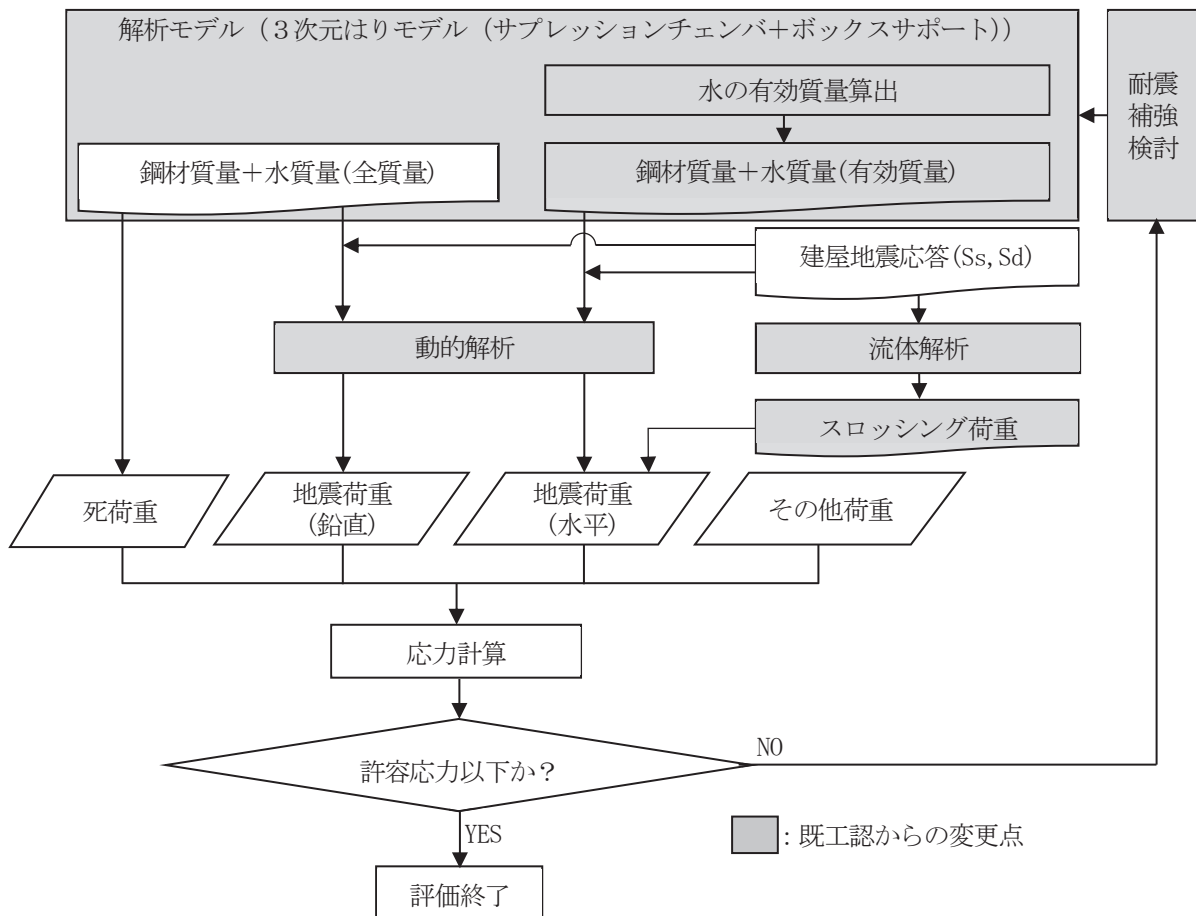 解析モデル（３次元はりモデル（サプレッションチェンバ＋ボックスサポート））
水の有効質量算出
耐震
補強
検討
鋼材質量＋水質量(全質量)
鋼材質量＋水質量(有効質量)
建屋地震応答(Ss,Sd)
動的解析
流体解析
スロッシング荷重
死荷重
地震荷重
(鉛直)
地震荷重
(水平)
その他荷重
応力計算
許容応力以下か？
NO
YES
：既工認からの変更点
評価終了